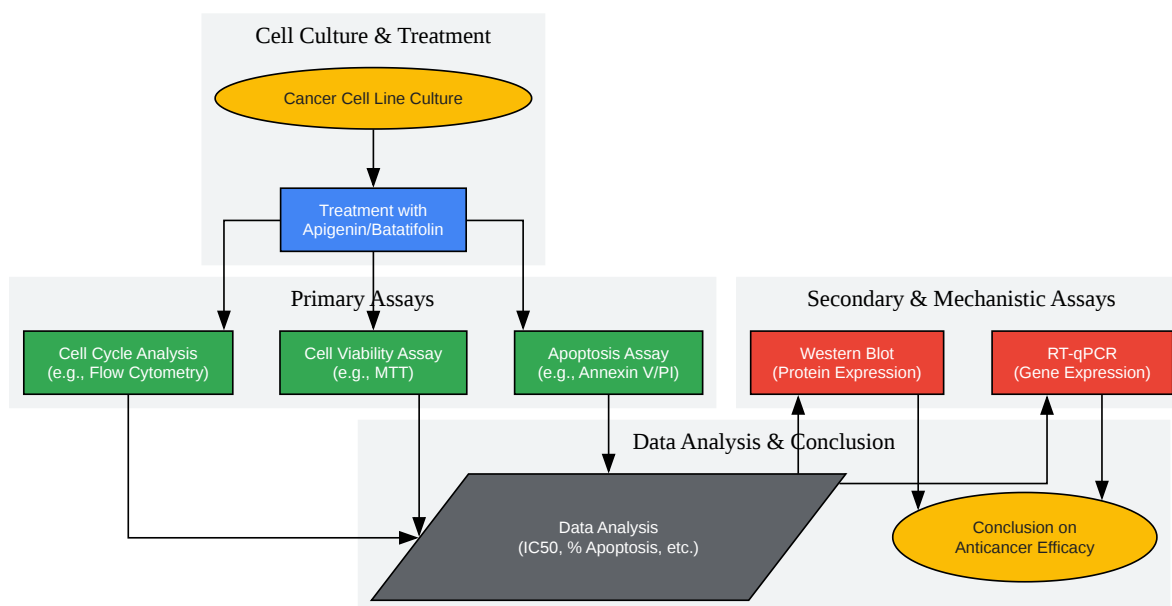 Cell Culture & Treatment
Cancer Cell Line Culture
Treatment with
Apigenin/Batatifolin
Primary Assays
Secondary & Mechanistic Assays
Cell Cycle Analysis
(e.g., Flow Cytometry)
Cell Viability Assay
(e.g., MTT)
Apoptosis Assay
(e.g., Annexin V/PI)
Western Blot
(Protein Expression)
RT-qPCR
(Gene Expression)
Data Analysis & Conclusion
Data Analysis
(IC50, % Apoptosis, etc.)
Conclusion on
Anticancer Efficacy